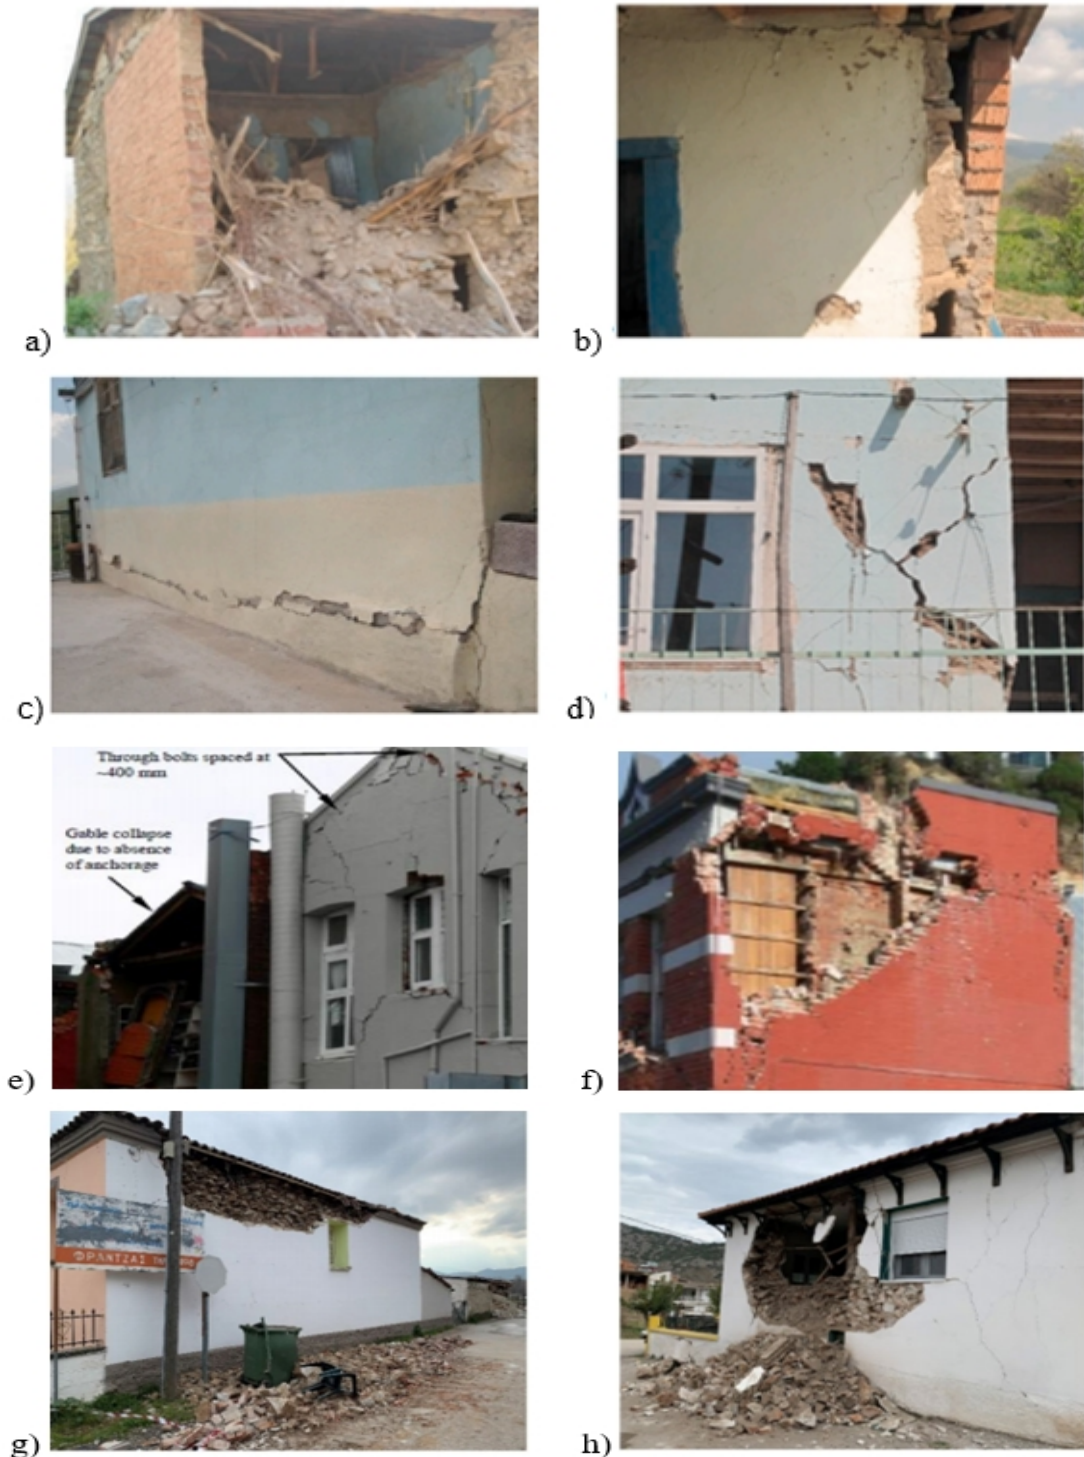 a)
b)
c)
d)
Through bolts spaced at
~400 mm
Gable collapse
due to absence
of anchorage
e)
f)
ΦΡΑΝΤΖΑΣ
g)
h)